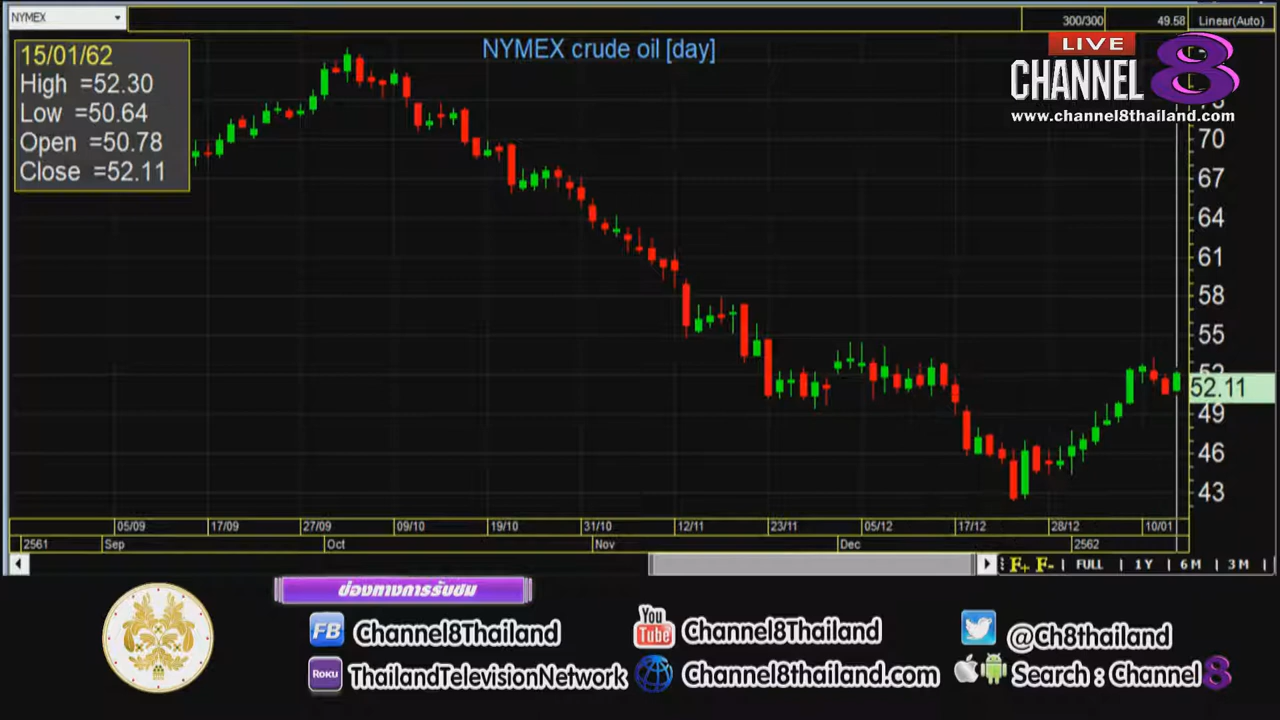 NYMEX
300/300
49.58
Linear(Auto)
15/01/62
High =52.30
Low =50.64
Open =50.78
Close =52.11
NYMEX crude oil [day]
LIVE
CHANNEL 8
www.channel8thailand.com
70
67
64
61
58
55
52.11
49
46
43
05/09
17/09
27/09
09/10
19/10
31/10
12/11
23/11
05/12
17/12
28/12
10/01
2561
Sep
Oct
Nov
Dec
2562
F+ F- | FULL | 1Y | 6M | 3M |
ช่องทางการรับชม
FB Channel8Thailand
You Tube Channel8Thailand
@Ch8thailand
ROKU ThailandTelevisionNetwork
Channel8Thailand.com
Search : Channel 8